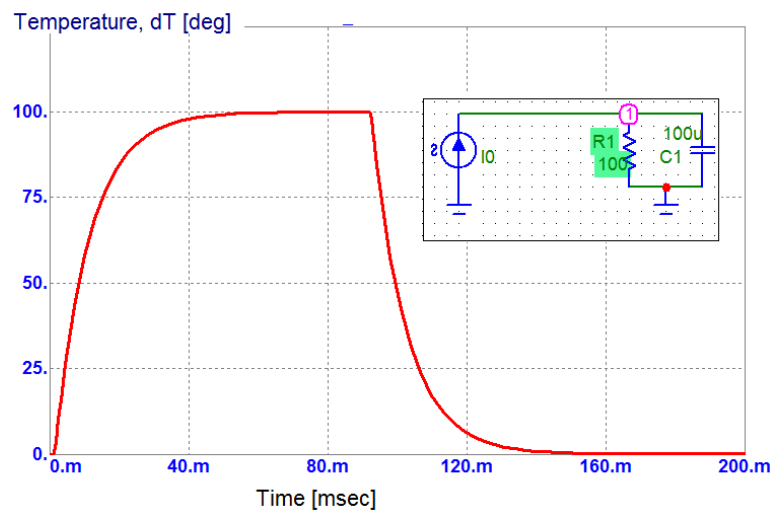 Temperature, dT [deg]
100.
75.
50.
25.
0.
0.m 40.m 80.m 120.m 160.m 200.m
Time [msec]
1
I0
R1
100
100u
C1